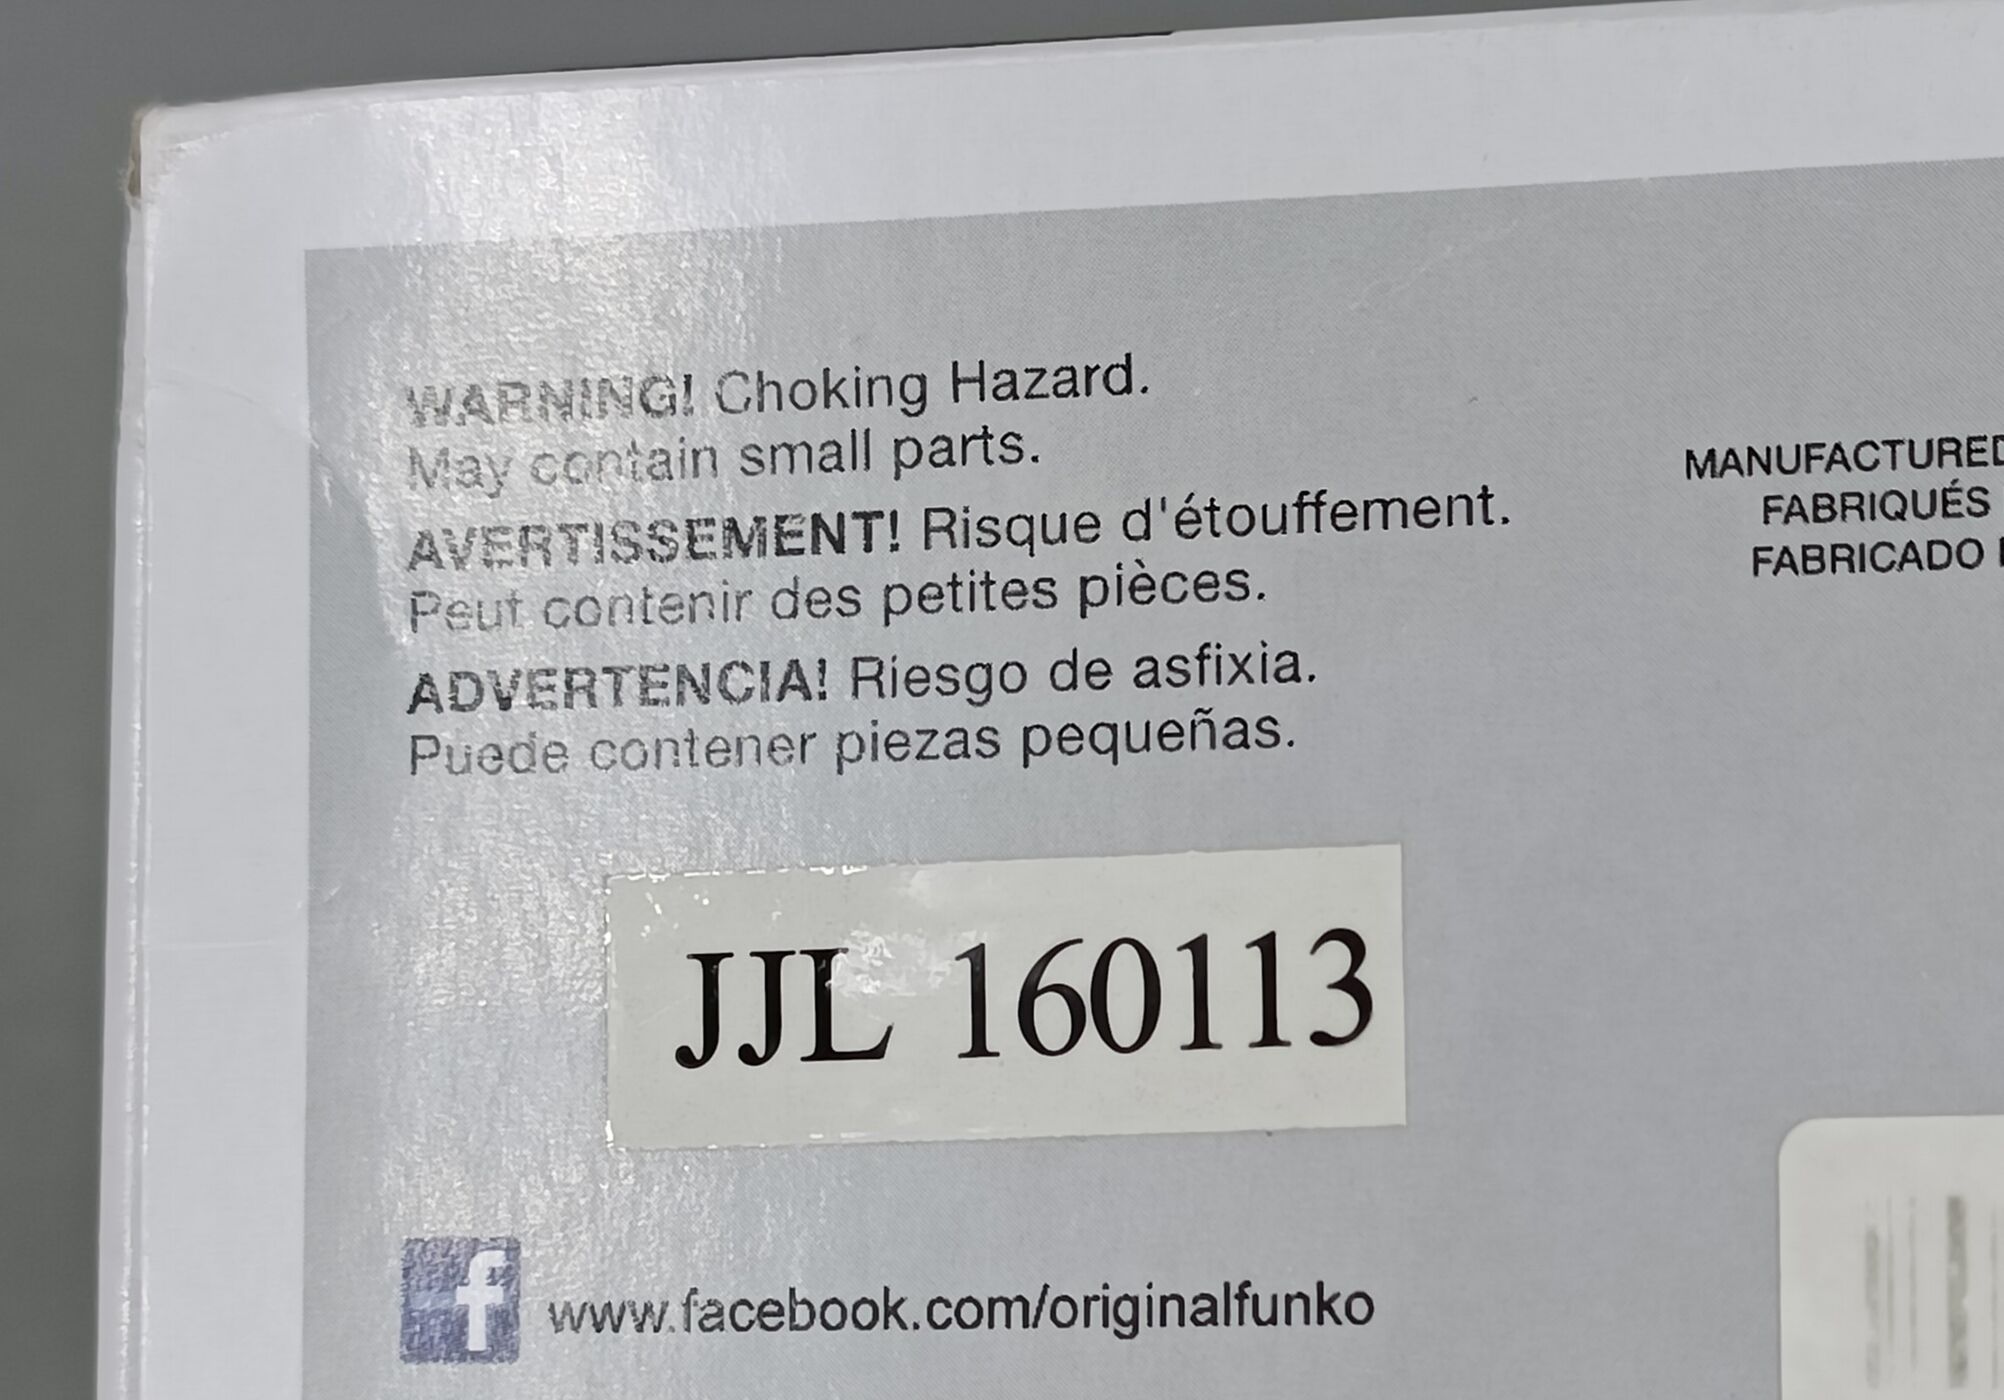 WARNING! Choking Hazard.
May contain small parts.
AVERTISSEMENT! Risque d'étouffement.
Peut contenir des petites pièces.
ADVERTENCIA! Riesgo de asfixia.
Puede contener piezas pequeñas.
MANUFACTURED
FABRIQUÉS
FABRICADO
JJL 160113
f www.facebook.com/originalfunko